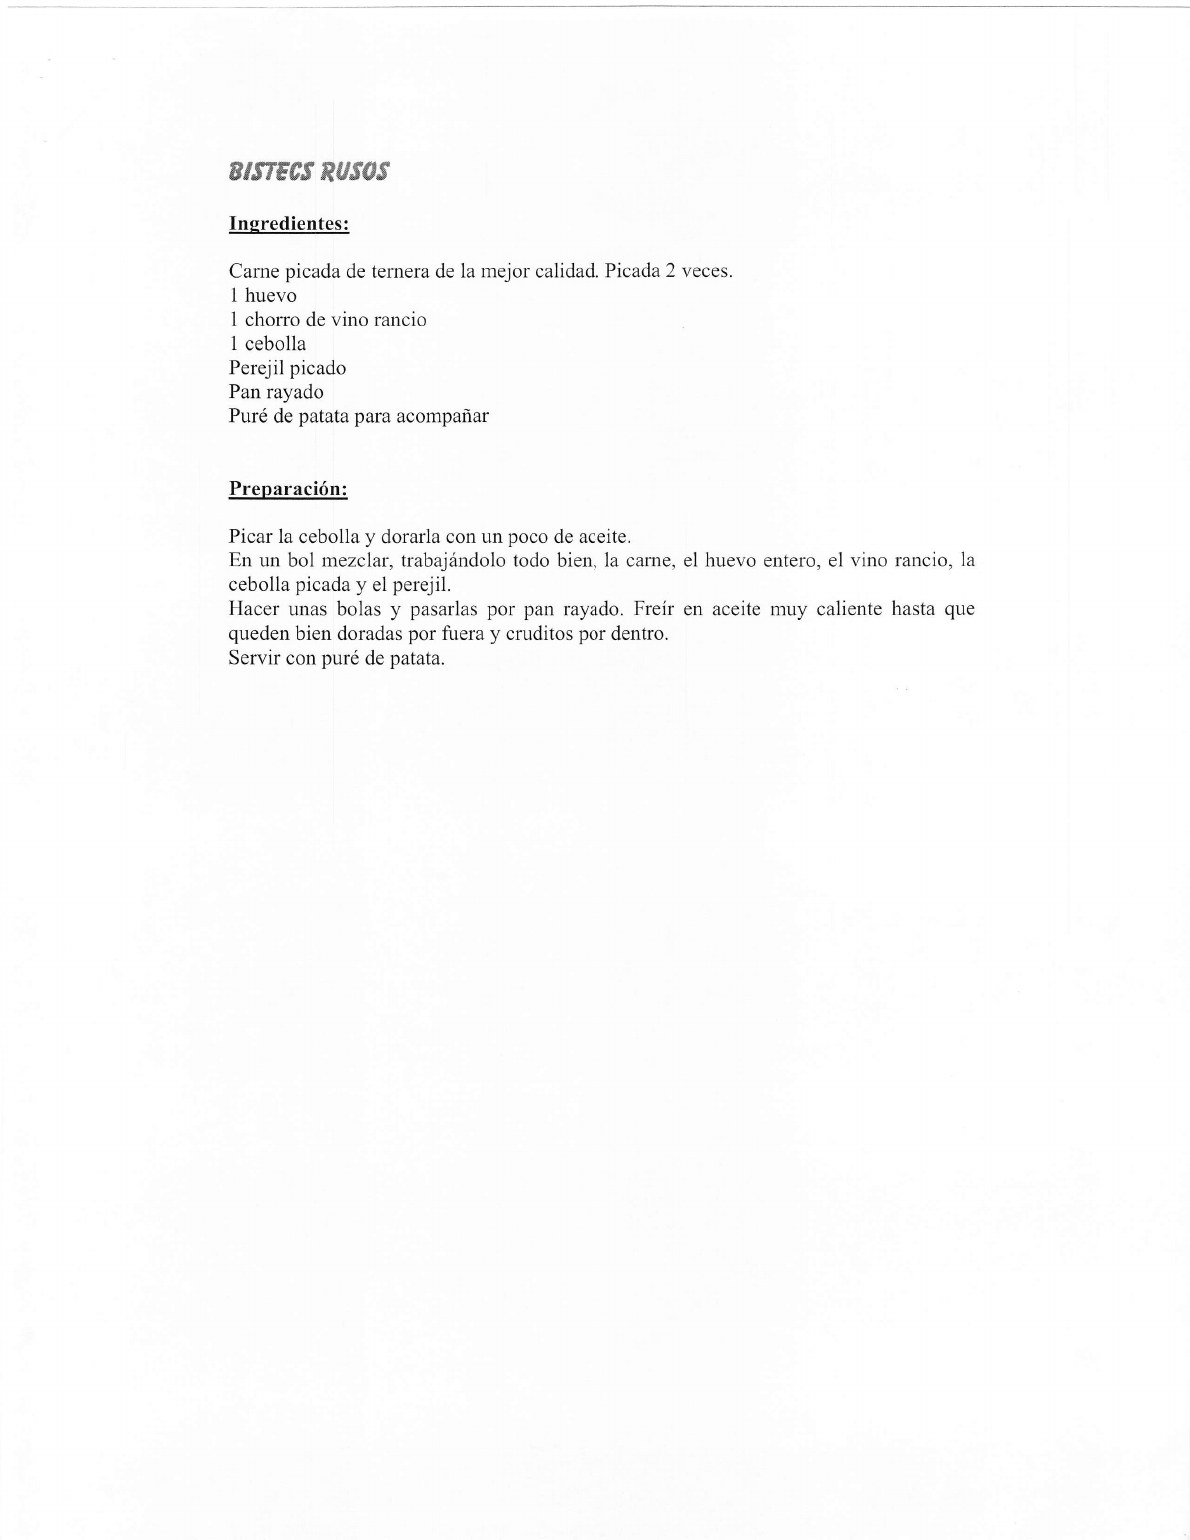 BISTECS RUSOS
Ingredientes:
Carne picada de ternera de la mejor calidad. Picada 2 veces.
1 huevo
1 chorro de vino rancio
1 cebolla
Perejil picado
Pan rayado
Puré de patata para acompañar
Preparación:
Picar la cebolla y dorarla con un poco de aceite.
En un bol mezclar, trabajándolo todo bien, la carne, el huevo entero, el vino rancio, la
cebolla picada y el perejil.
Hacer unas bolas y pasarlas por pan rayado. Freír en aceite muy caliente hasta que
queden bien doradas por fuera y cruditos por dentro.
Servir con puré de patata.